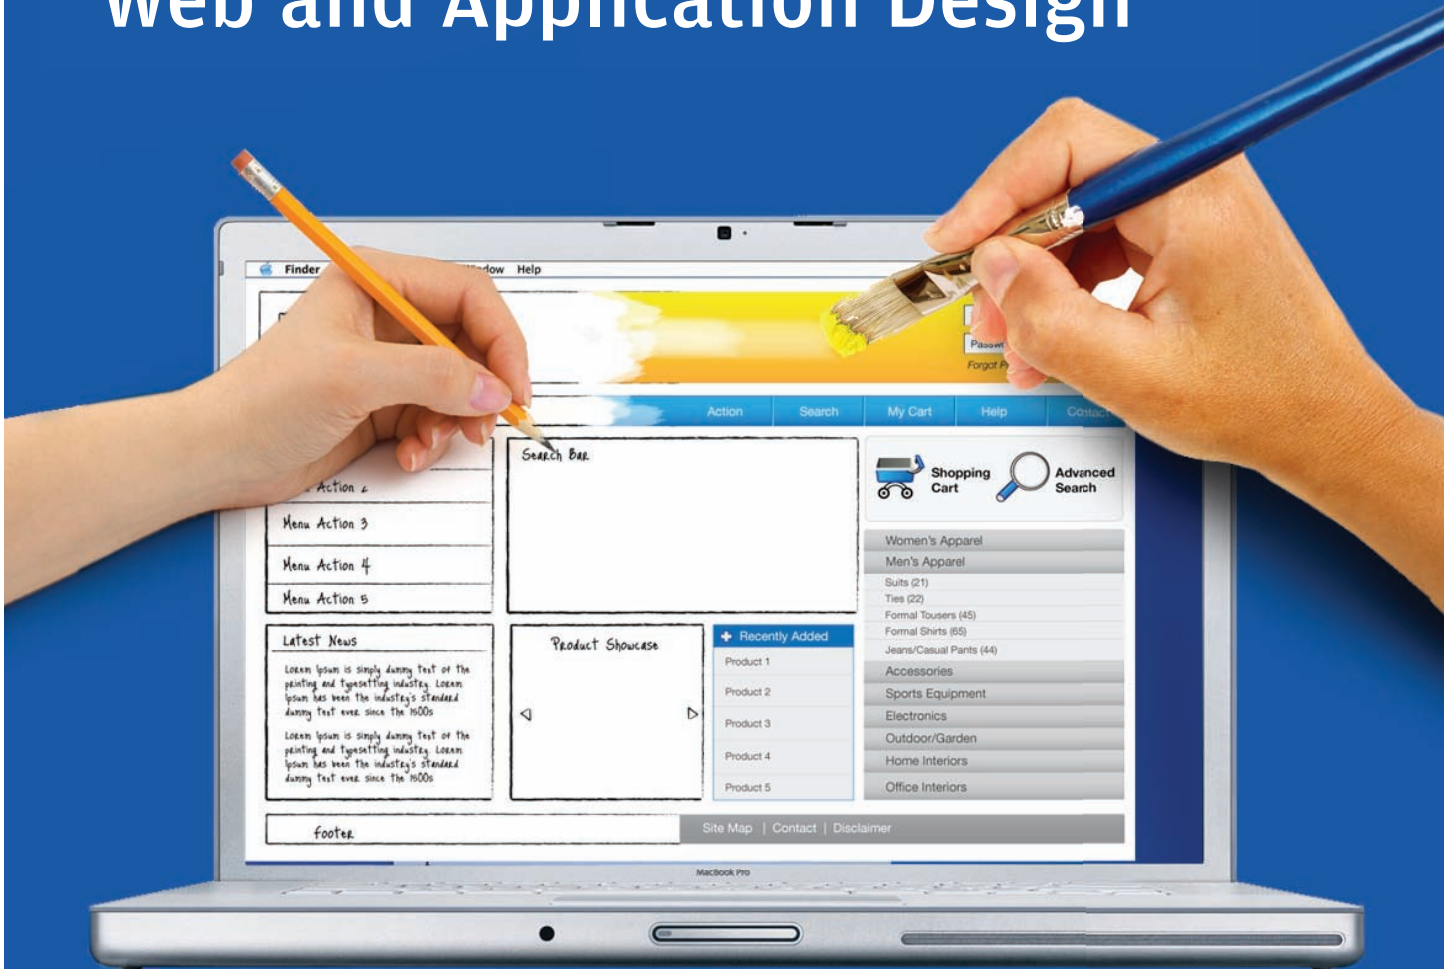 Web and Application Design
Finder Window Help
Forgot
Action Search My Cart Help Contact
Search Bar
Action 2
Menu Action 3
Menu Action 4
Menu Action 5
Shopping
Cart
Advanced
Search
Women's Apparel
Men's Apparel
Suits (21)
Ties (22)
Formal Tousers (45)
Formal Shirts (65)
Jeans/Casual Pants (44)
Accessories
Sports Equipment
Electronics
Outdoor/Garden
Home Interiors
Office Interiors
Latest News
Lorem Ipsum is simply dummy text of the
printing and typesetting industry. Lorem
Ipsum has been the industry's standard
dummy text ever since the 1500s
Lorem Ipsum is simply dummy text of the
printing and typesetting industry. Lorem
Ipsum has been the industry's standard
dummy text ever since the 1500s
Product Showcase
+ Recently Added
Product 1
Product 2
Product 3
Product 4
Product 5
footer
Site Map | Contact | Disclaimer
MacBook Pro